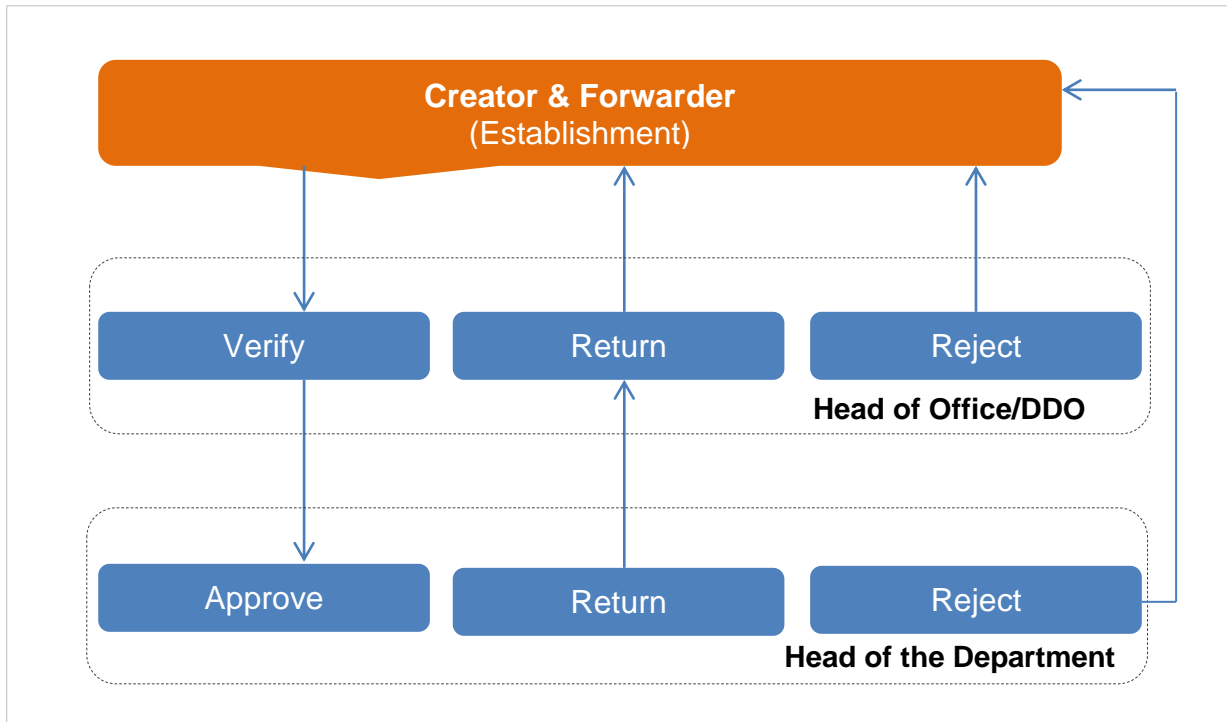 Creator & Forwarder
(Establishment)
Verify
Return
Reject
Head of Office/DDO
Approve
Return
Reject
Head of the Department